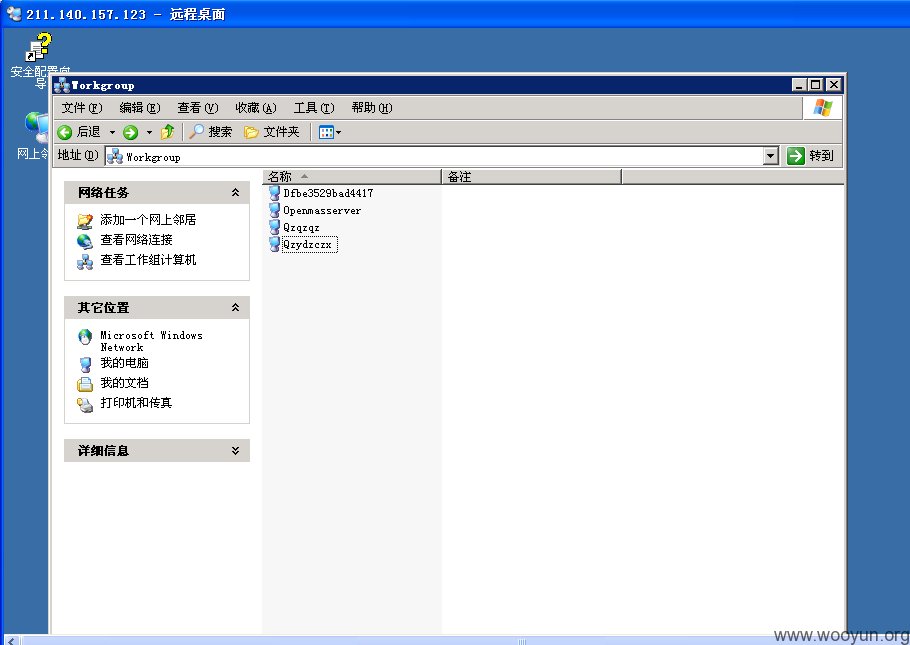 211.140.157.123 - 远程桌面
安全配置向
导
网上邻
Workgroup
文件(F) 编辑(E) 查看(V) 收藏(A) 工具(T) 帮助(H)
后退 搜索 文件夹
地址(D) Workgroup 转到
网络任务
添加一个网上邻居
查看网络连接
查看工作组计算机
其它位置
Microsoft Windows
Network
我的电脑
我的文档
打印机和传真
详细信息
名称 备注
Dfbe3529bad4417
Openmasserver
Qzqzqz
Qzydzczx
www.wooyun.org